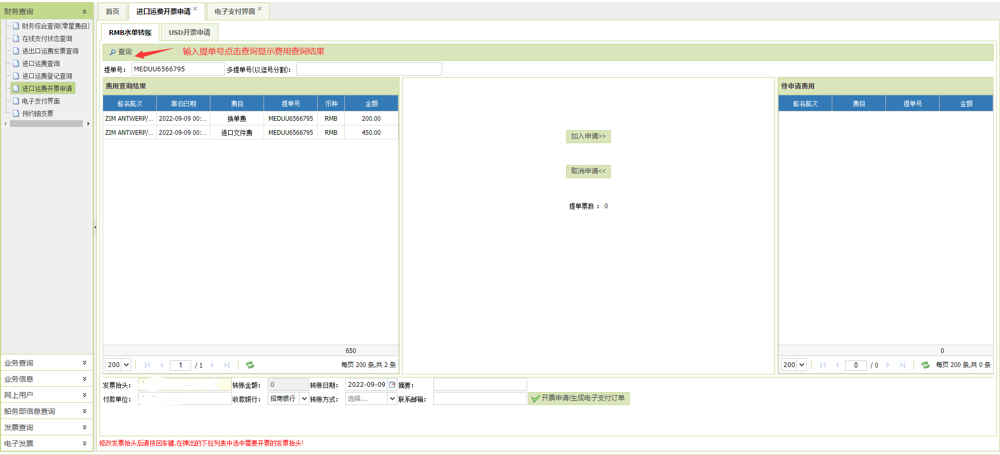 财务查询
财务综合查询(零星费目)
在线支付状态查询
进出口运费发票查询
进口运费查询
进口运费登记查询
进口运费开票申请
电子支付界面
预约抽支票
业务查询
业务信息
网上用户
船务部信息查询
发票查询
电子发票
首页 进口运费开票申请 电子支付界面
RMB水单转账 USD开票申请
查询 输入提单号点击查询显示费用查询结果
提单号: MEDUU6566795 多提单号(以逗号分割):
费用查询结果
船名航次 靠泊日期 费目 提单号 币种 金额
ZIM ANTWERP/... 2022-09-09 00:... 换单费 MEDUU6566795 RMB 200.00
ZIM ANTWERP/... 2022-09-09 00:... 进口文件费 MEDUU6566795 RMB 450.00
650
200 1 / 1 每页 200 条,共 2 条
加入申请>>
取消申请<<
提单票数 : 0
待申请费用
船名航次 费目 提单号 金额
0
200 0 / 0 每页 200 条,共 0 条
发票抬头: 转账金额: 0 转账日期: 2022-09-09 摘要:
付款单位: 收款银行: 招商银行 转账方式: 选择... 联系邮箱: 开票申请/生成电子支付订单
修改发票抬头后请按回车键,在弹出的下拉列表中选中需要开票的发票抬头!